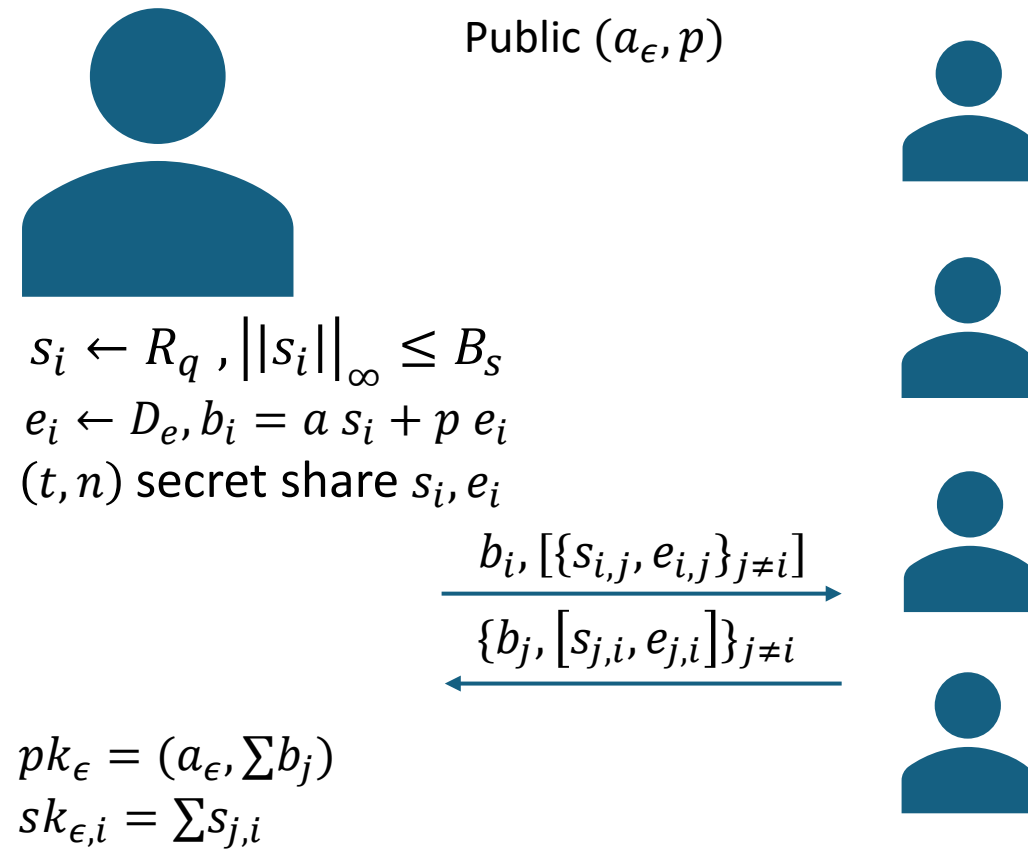 Public (a_ϵ, p)
s_i ← R_q , ||s_i||_∞ ≤ B_s
e_i ← D_e, b_i = a s_i + p e_i
(t, n) secret share s_i, e_i
b_i, [{s_{i,j}, e_{i,j}}_{j≠i}]
{b_j, [s_{j,i}, e_{j,i}]}_{j≠i}
pk_ϵ = (a_ϵ, ∑b_j)
sk_{ϵ,i} = ∑s_{j,i}